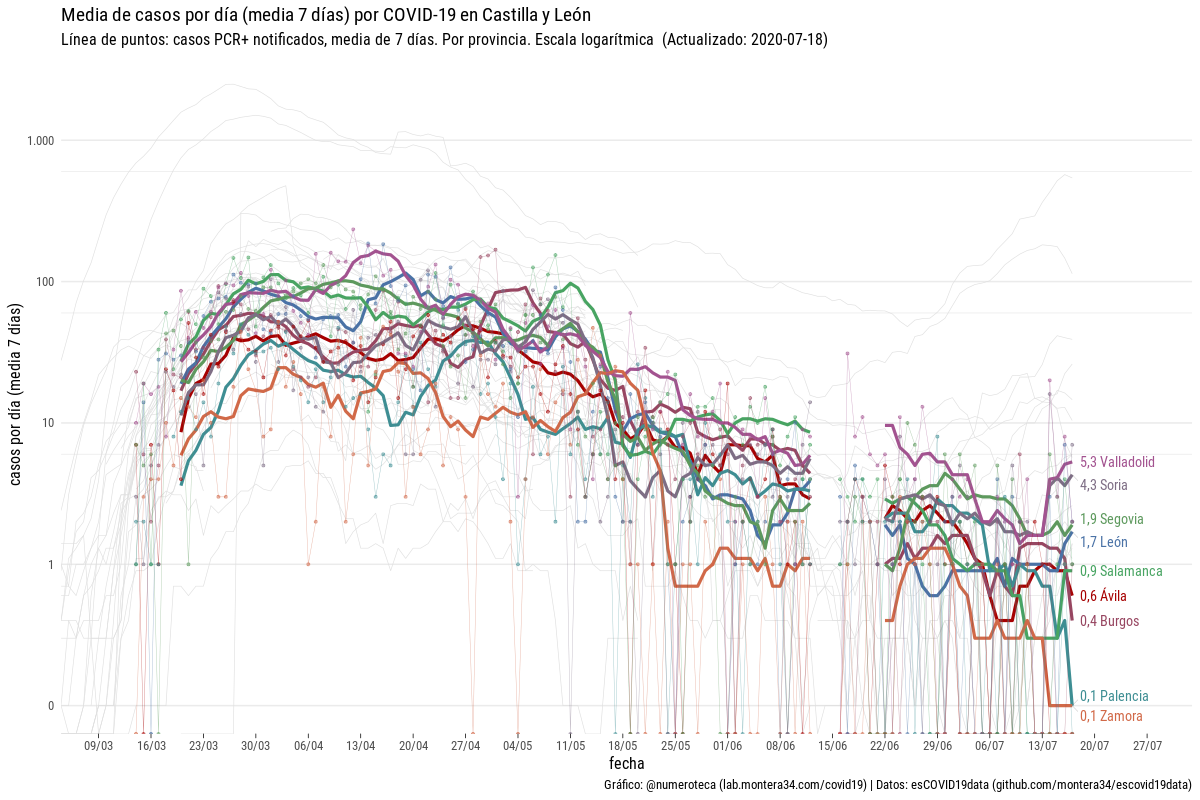 Media de casos por día (media 7 días) por COVID-19 en Castilla y León
Línea de puntos: casos PCR+ notificados, media de 7 días. Por provincia. Escala logarítmica  (Actualizado: 2020-07-18)
casos por día (media 7 días)
1.000
100
10
1
0
5,3 Valladolid
4,3 Soria
1,9 Segovia
1,7 León
0,9 Salamanca
0,6 Ávila
0,4 Burgos
0,1 Palencia
0,1 Zamora
09/03 16/03 23/03 30/03 06/04 13/04 20/04 27/04 04/05 11/05 18/05 25/05 01/06 08/06 15/06 22/06 29/06 06/07 13/07 20/07 27/07
fecha
Gráfico: @numeroteca (lab.montera34.com/covid19) | Datos: esCOVID19data (github.com/montera34/escovid19data)